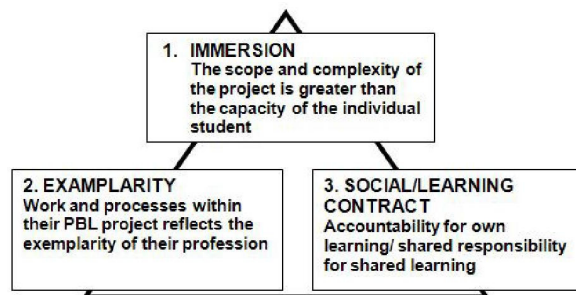 1. IMMERSION
The scope and complexity of
the project is greater than
the capacity of the individual
student
2. EXAMPLARITY
Work and processes within
their PBL project reflects the
exemplarity of their profession
3. SOCIAL/LEARNING
CONTRACT
Accountability for own
learning/ shared responsibility
for shared learning